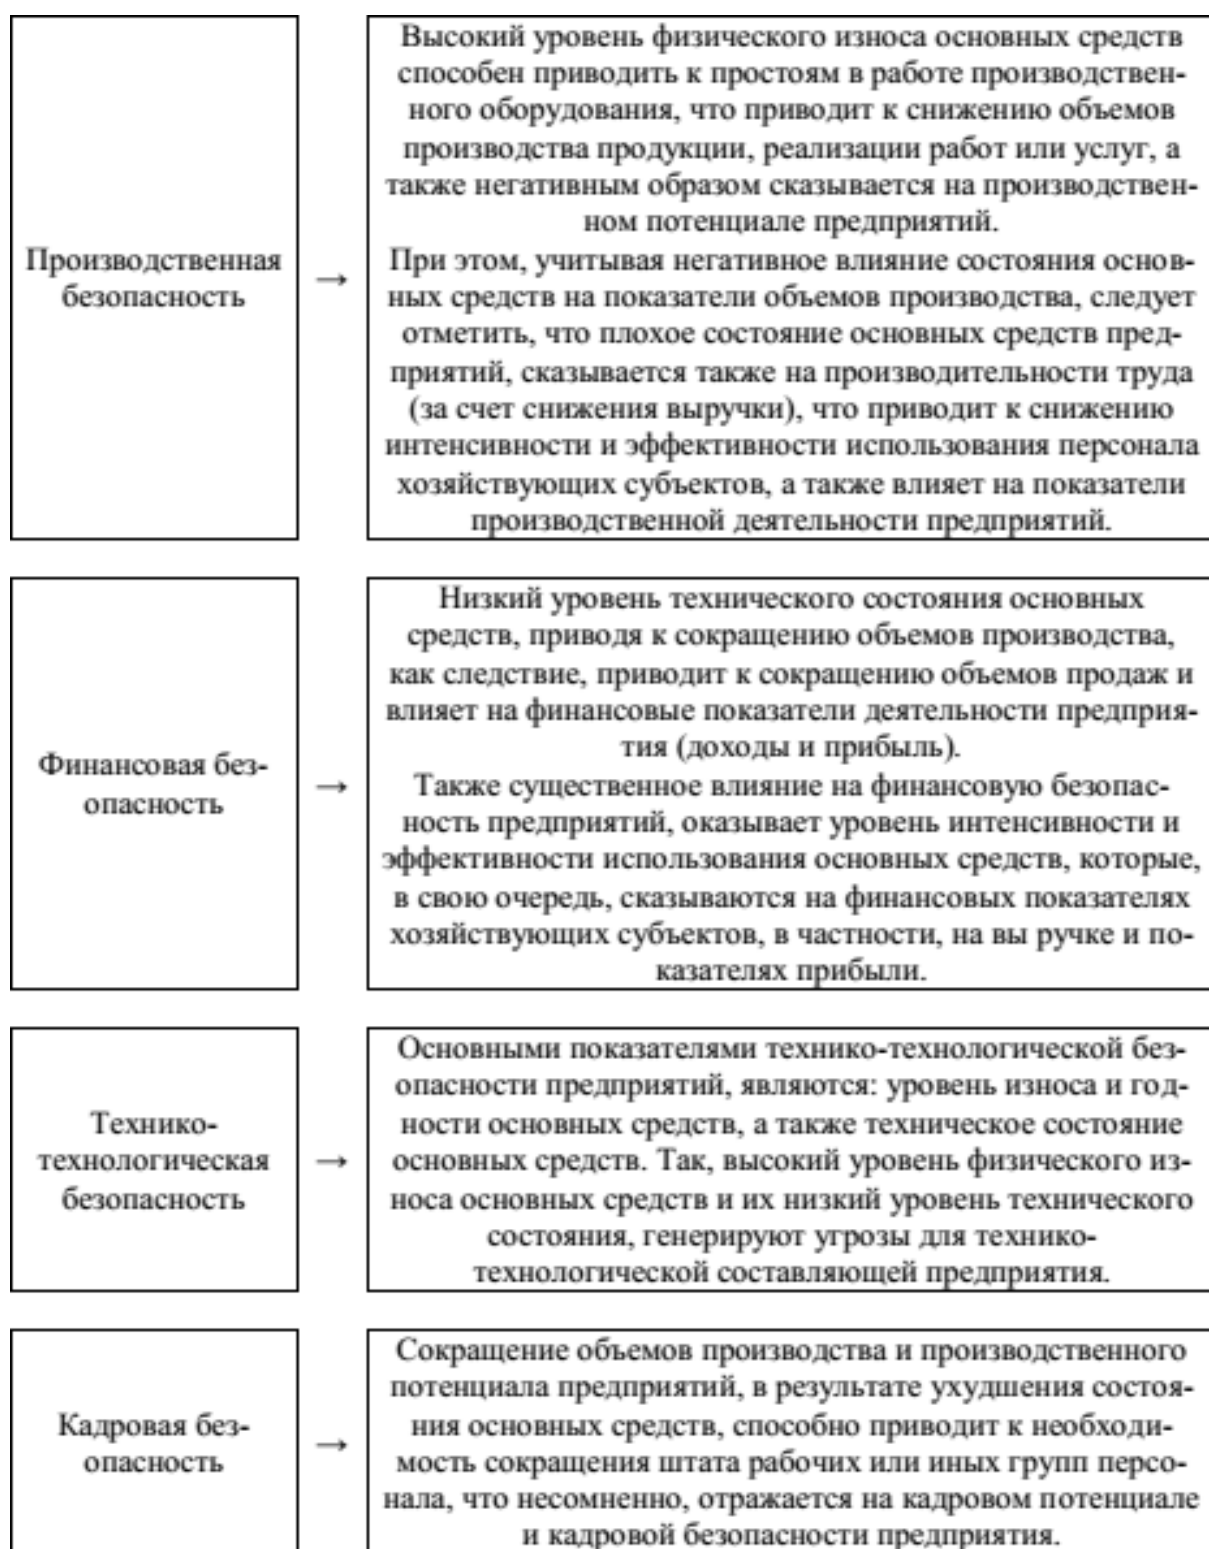 Производственная
безопасность
→
Высокий уровень физического износа основных средств
способен приводить к простоям в работе производствен-
ного оборудования, что приводит к снижению объемов
производства продукции, реализации работ или услуг, а
также негативным образом сказывается на производствен-
ном потенциале предприятий.
При этом, учитывая негативное влияние состояния основ-
ных средств на показатели объемов производства, следует
отметить, что плохое состояние основных средств пред-
приятий, сказывается также на производительности труда
(за счет снижения выручки), что приводит к снижению
интенсивности и эффективности использования персонала
хозяйствующих субъектов, а также влияет на показатели
производственной деятельности предприятий.
Финансовая без-
опасность
→
Низкий уровень технического состояния основных
средств, приводя к сокращению объемов производства,
как следствие, приводит к сокращению объемов продаж и
влияет на финансовые показатели деятельности предприя-
тия (доходы и прибыль).
Также существенное влияние на финансовую безопас-
ность предприятий, оказывает уровень интенсивности и
эффективности использования основных средств, которые,
в свою очередь, сказываются на финансовых показателях
хозяйствующих субъектов, в частности, на вы ручке и по-
казателях прибыли.
Технико-
технологическая
безопасность
→
Основными показателями технико-технологической без-
опасности предприятий, являются: уровень износа и год-
ности основных средств, а также техническое состояние
основных средств. Так, высокий уровень физического из-
носа основных средств и их низкий уровень технического
состояния, генерируют угрозы для технико-
технологической составляющей предприятия.
Кадровая без-
опасность
→
Сокращение объемов производства и производственного
потенциала предприятий, в результате ухудшения состоя-
ния основных средств, способно приводит к необходи-
мость сокращения штата рабочих или иных групп персо-
нала, что несомненно, отражается на кадровом потенциале
и кадровой безопасности предприятия.